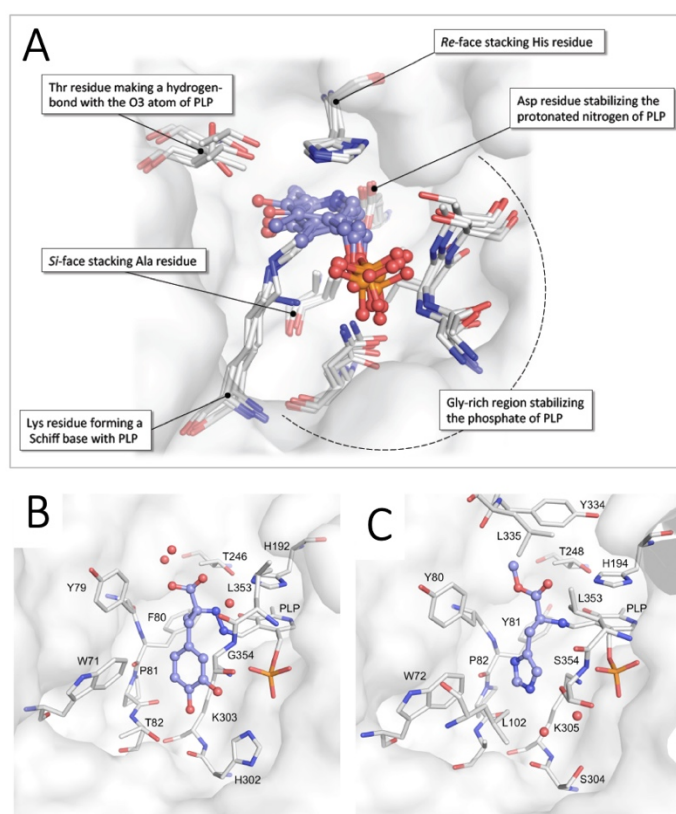 A
Re-face stacking His residue
Thr residue making a hydrogen-
bond with the O3 atom of PLP
Asp residue stabilizing the
protonated nitrogen of PLP
Si-face stacking Ala residue
Lys residue forming a
Schiff base with PLP
Gly-rich region stabilizing
the phosphate of PLP
B
T246
H192
Y79
L353
F80
PLP
W71
P81
G354
T82
K303
H302
C
Y334
L335
T248
H194
Y80
L353
Y81
PLP
P82
W72
S354
L102
K305
S304